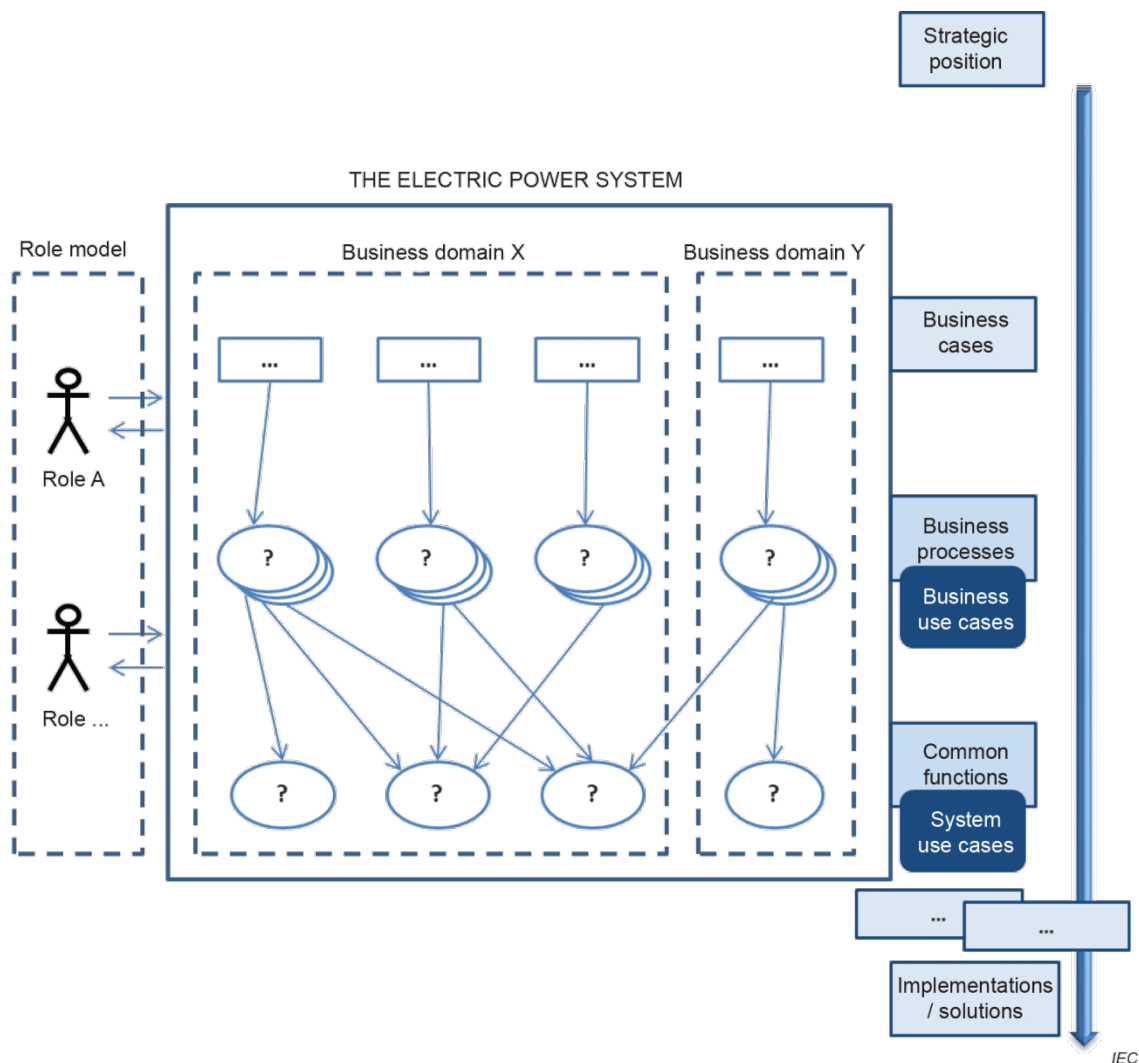 Strategic
position
THE ELECTRIC POWER SYSTEM
Role model
Business domain X
Business domain Y
...
...
...
...
Business
cases
Role A
?
?
?
?
Business
processes
Business
use cases
Role ...
?
?
?
?
Common
functions
System
use cases
...
...
Implementations
/ solutions
IEC